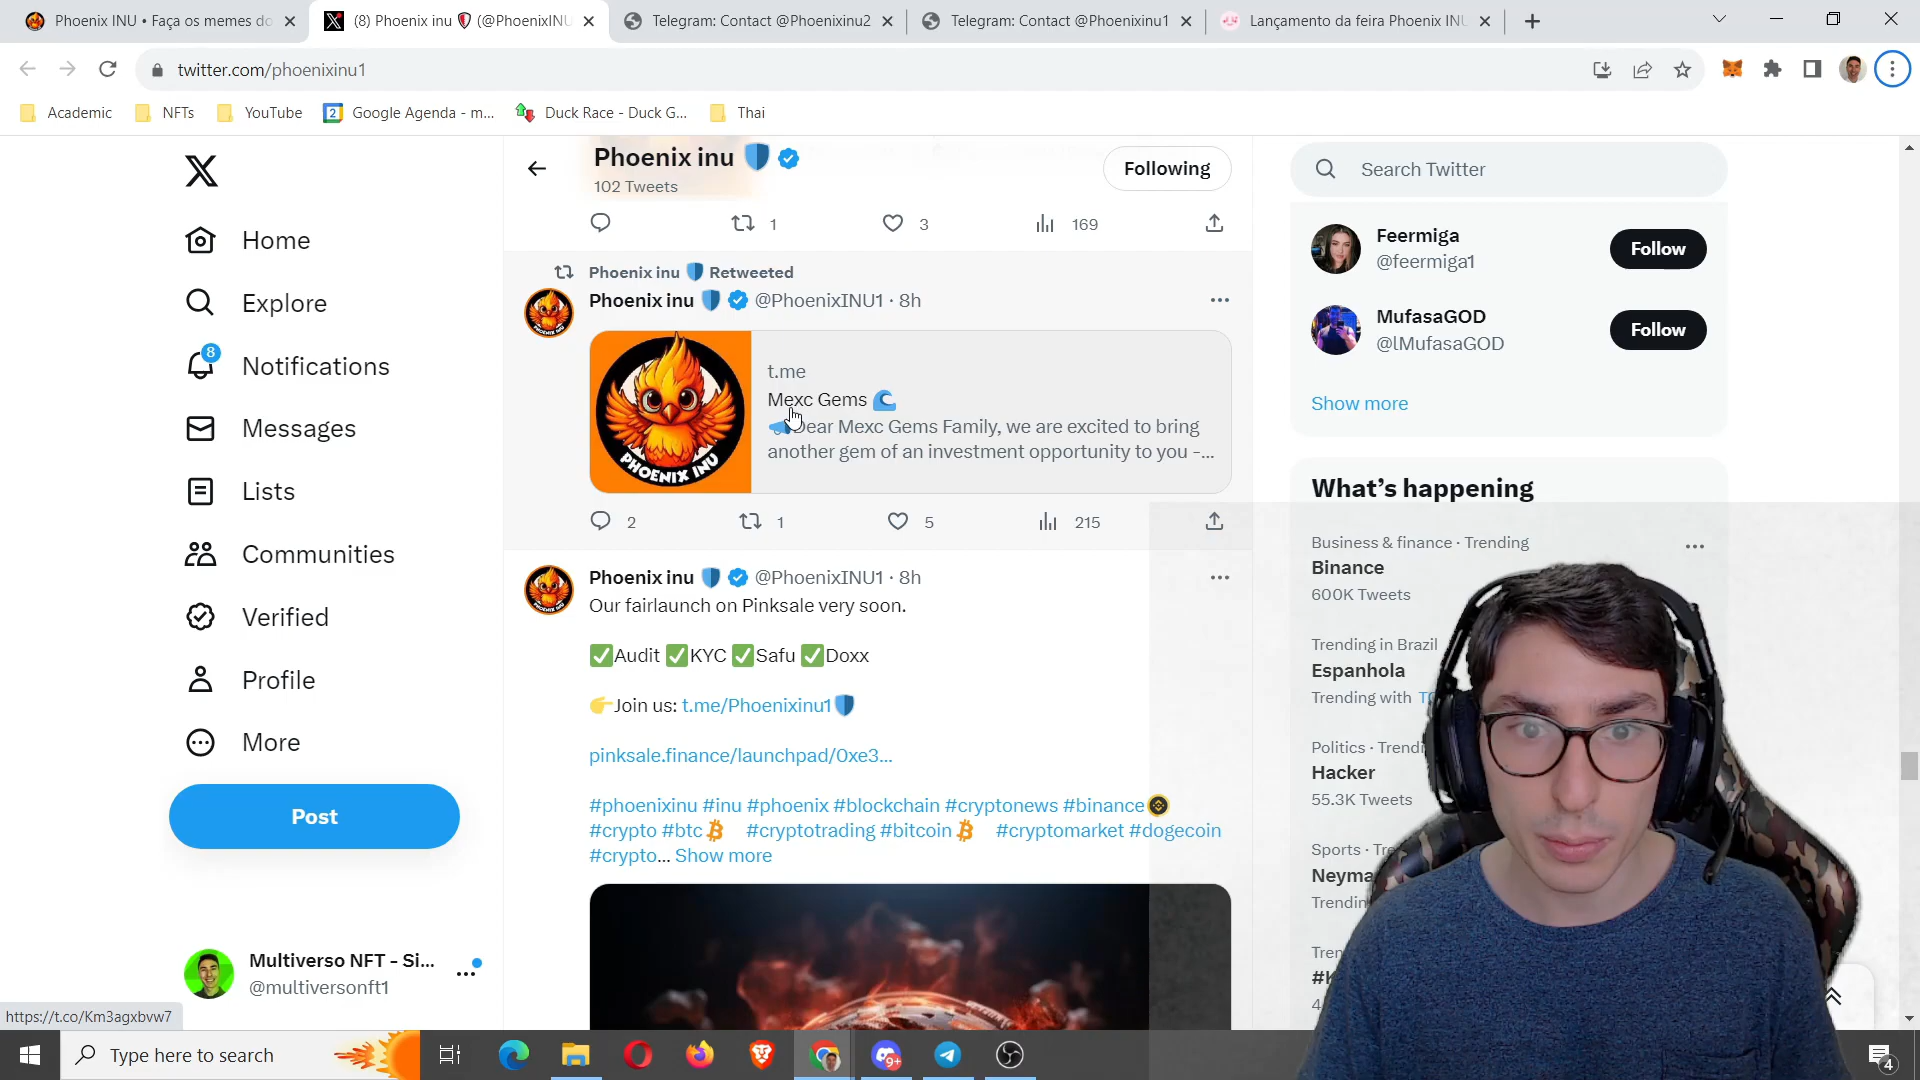 Phoenix INU • Faça os memes do
(8) Phoenix inu 🛡 (@PhoenixINU
Telegram: Contact @Phoenixinu2
Telegram: Contact @Phoenixinu1
Lançamento da feira Phoenix INU
twitter.com/phoenixinu1
Academic
NFTs
YouTube
Google Agenda - m...
Duck Race - Duck G...
Thai
Home
Explore
8
Notifications
Messages
Lists
Communities
Verified
Profile
More
Post
Multiverso NFT - Si...
@multiversonft1
https://t.co/Km3agxbvw7
Phoenix inu 🛡
102 Tweets
Following
1
3
169
Phoenix inu 🛡 Retweeted
Phoenix inu 🛡 @PhoenixINU1 · 8h
PHOENIX INU
t.me
Mexc Gems 🌊
📣Dear Mexc Gems Family, we are excited to bring
another gem of an investment opportunity to you -...
2
1
5
215
Phoenix inu 🛡 @PhoenixINU1 · 8h
Our fairlaunch on Pinksale very soon.
✅Audit ✅KYC ✅Safu ✅Doxx
👉Join us: t.me/Phoenixinu1🛡
pinksale.finance/launchpad/0xe3...
#phoenixinu #inu #phoenix #blockchain #cryptonews #binance
#crypto #btc #cryptotrading #bitcoin #cryptomarket #dogecoin
#crypto... Show more
Search Twitter
Feermiga
@feermiga1
Follow
MufasaGOD
@lMufasaGOD
Follow
Show more
What's happening
Business & finance · Trending
Binance
600K Tweets
Trending in Brazil
Espanhola
Trending with
Politics · Trendi
Hacker
55.3K Tweets
Sports · Tre
Neyma
Trendin
Tren
#K
Type here to search
9+
4